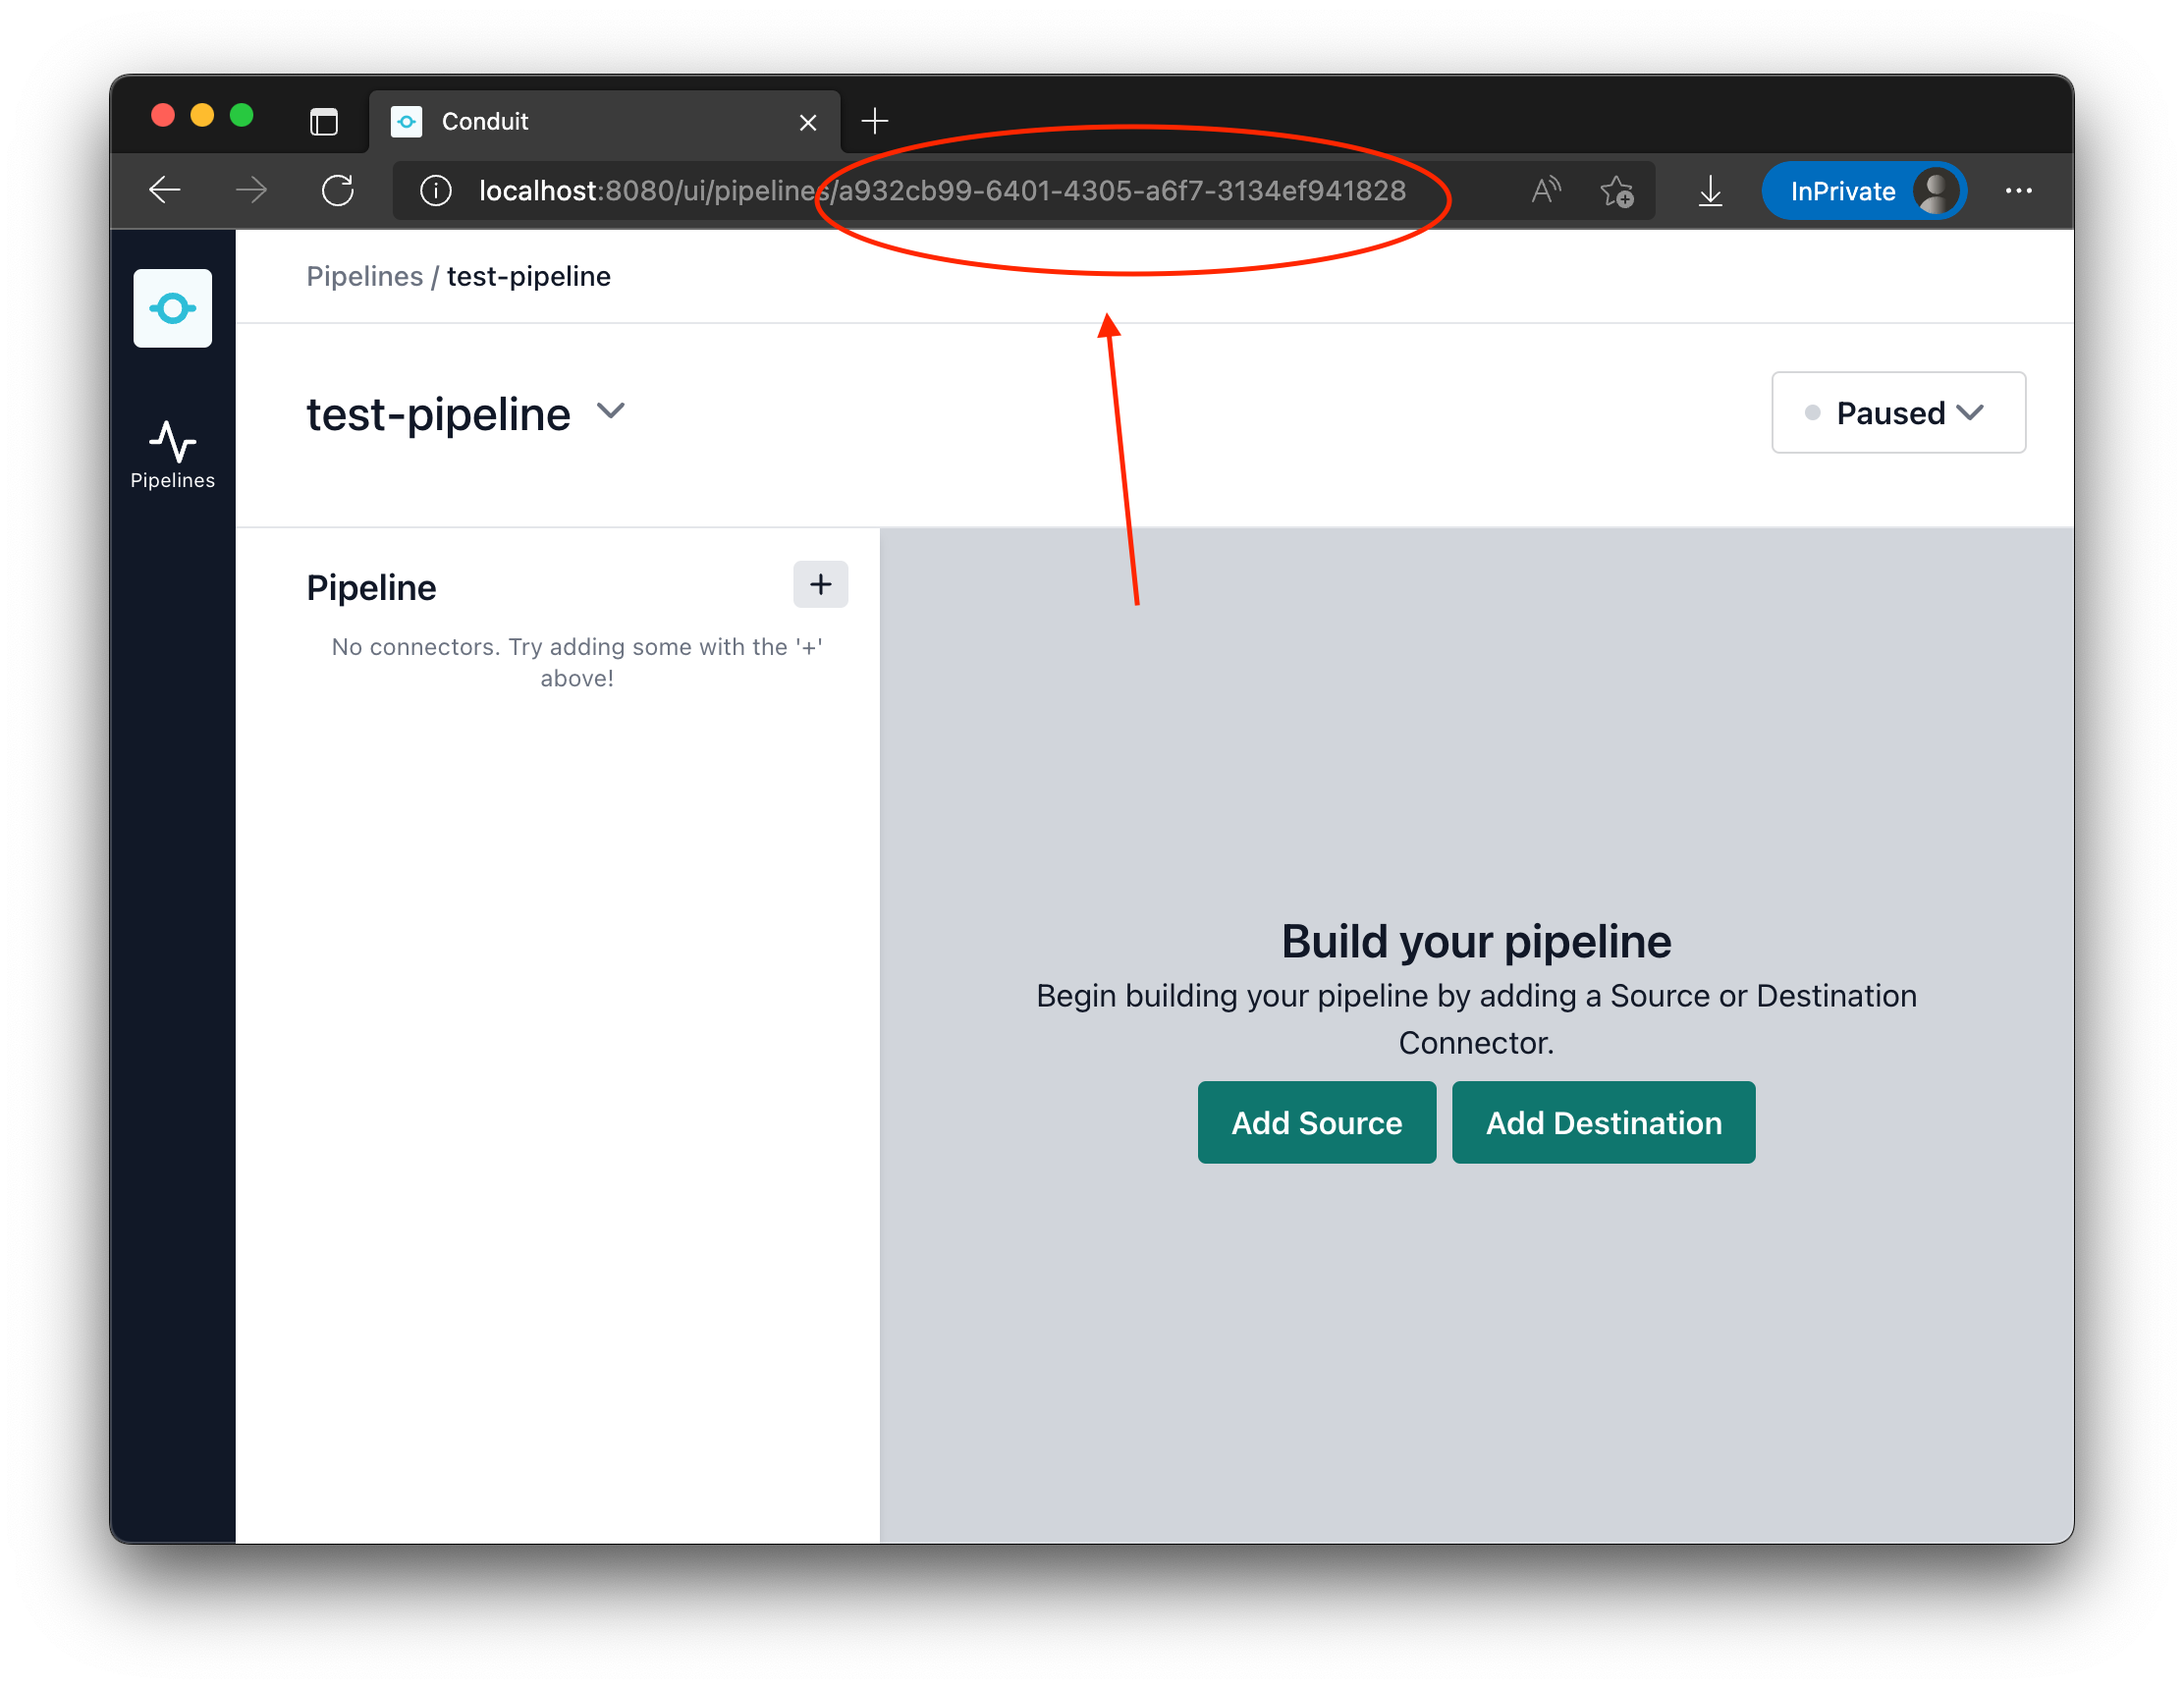 Conduit
localhost:8080/ui/pipelines/a932cb99-6401-4305-a6f7-3134ef941828
InPrivate
Pipelines / test-pipeline
test-pipeline
Paused
Pipelines
Pipeline
No connectors. Try adding some with the '+'
above!
Build your pipeline
Begin building your pipeline by adding a Source or Destination
Connector.
Add Source
Add Destination